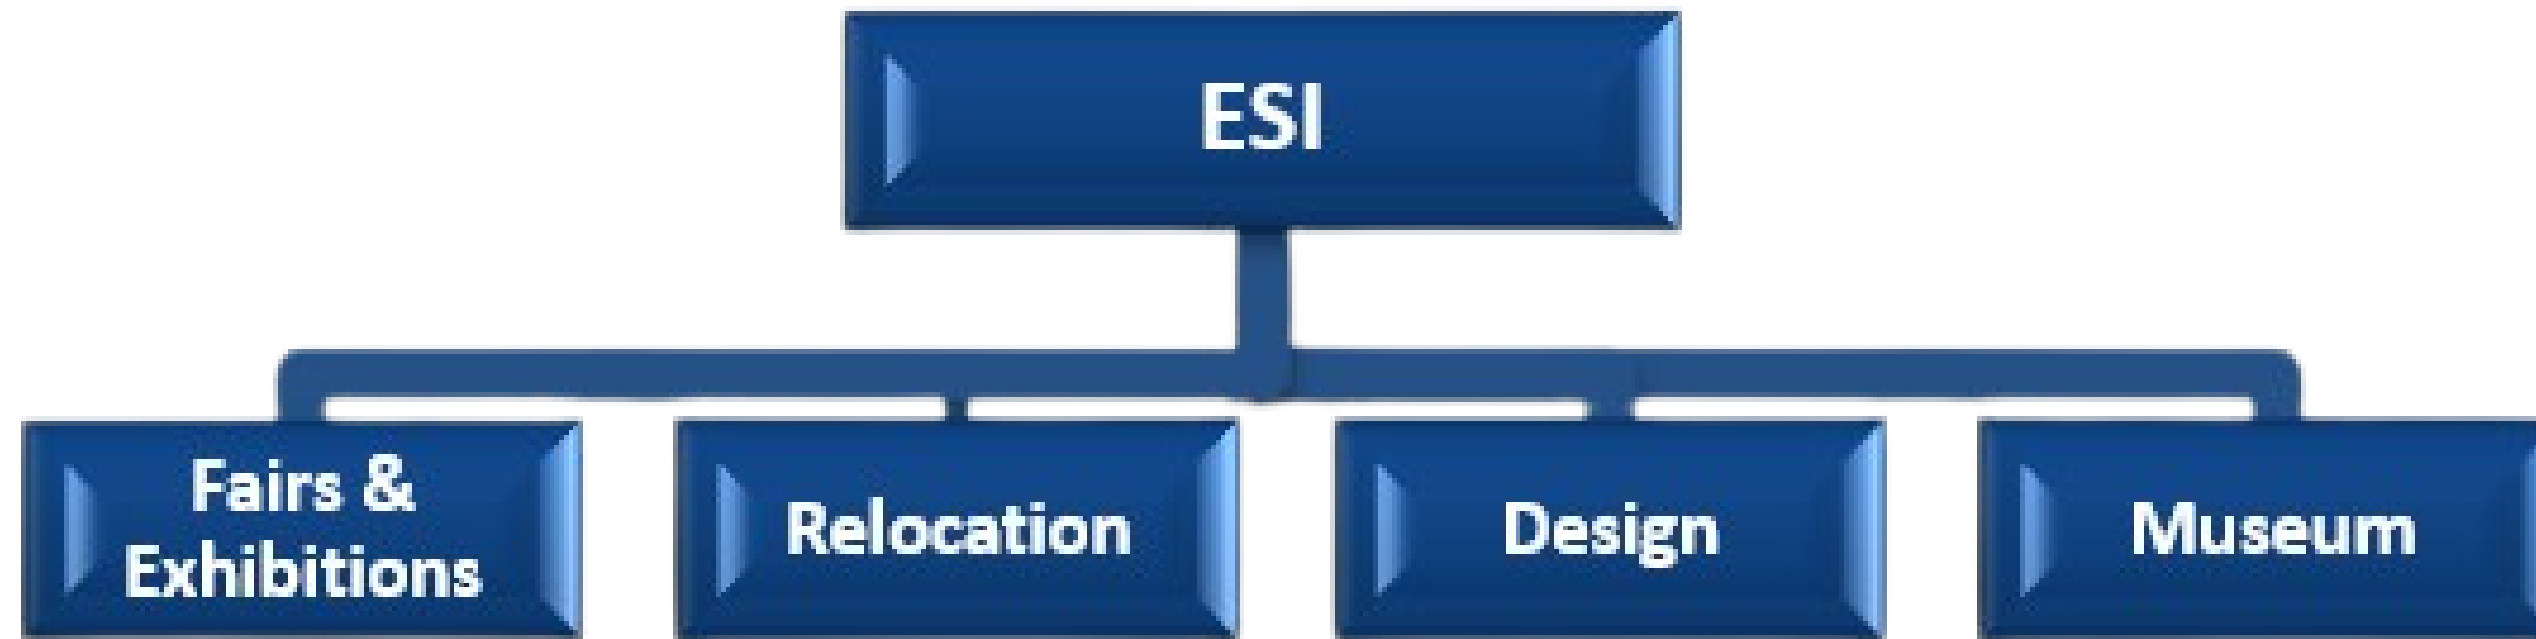 ESI
Fairs &
Exhibitions
Relocation
Design
Museum